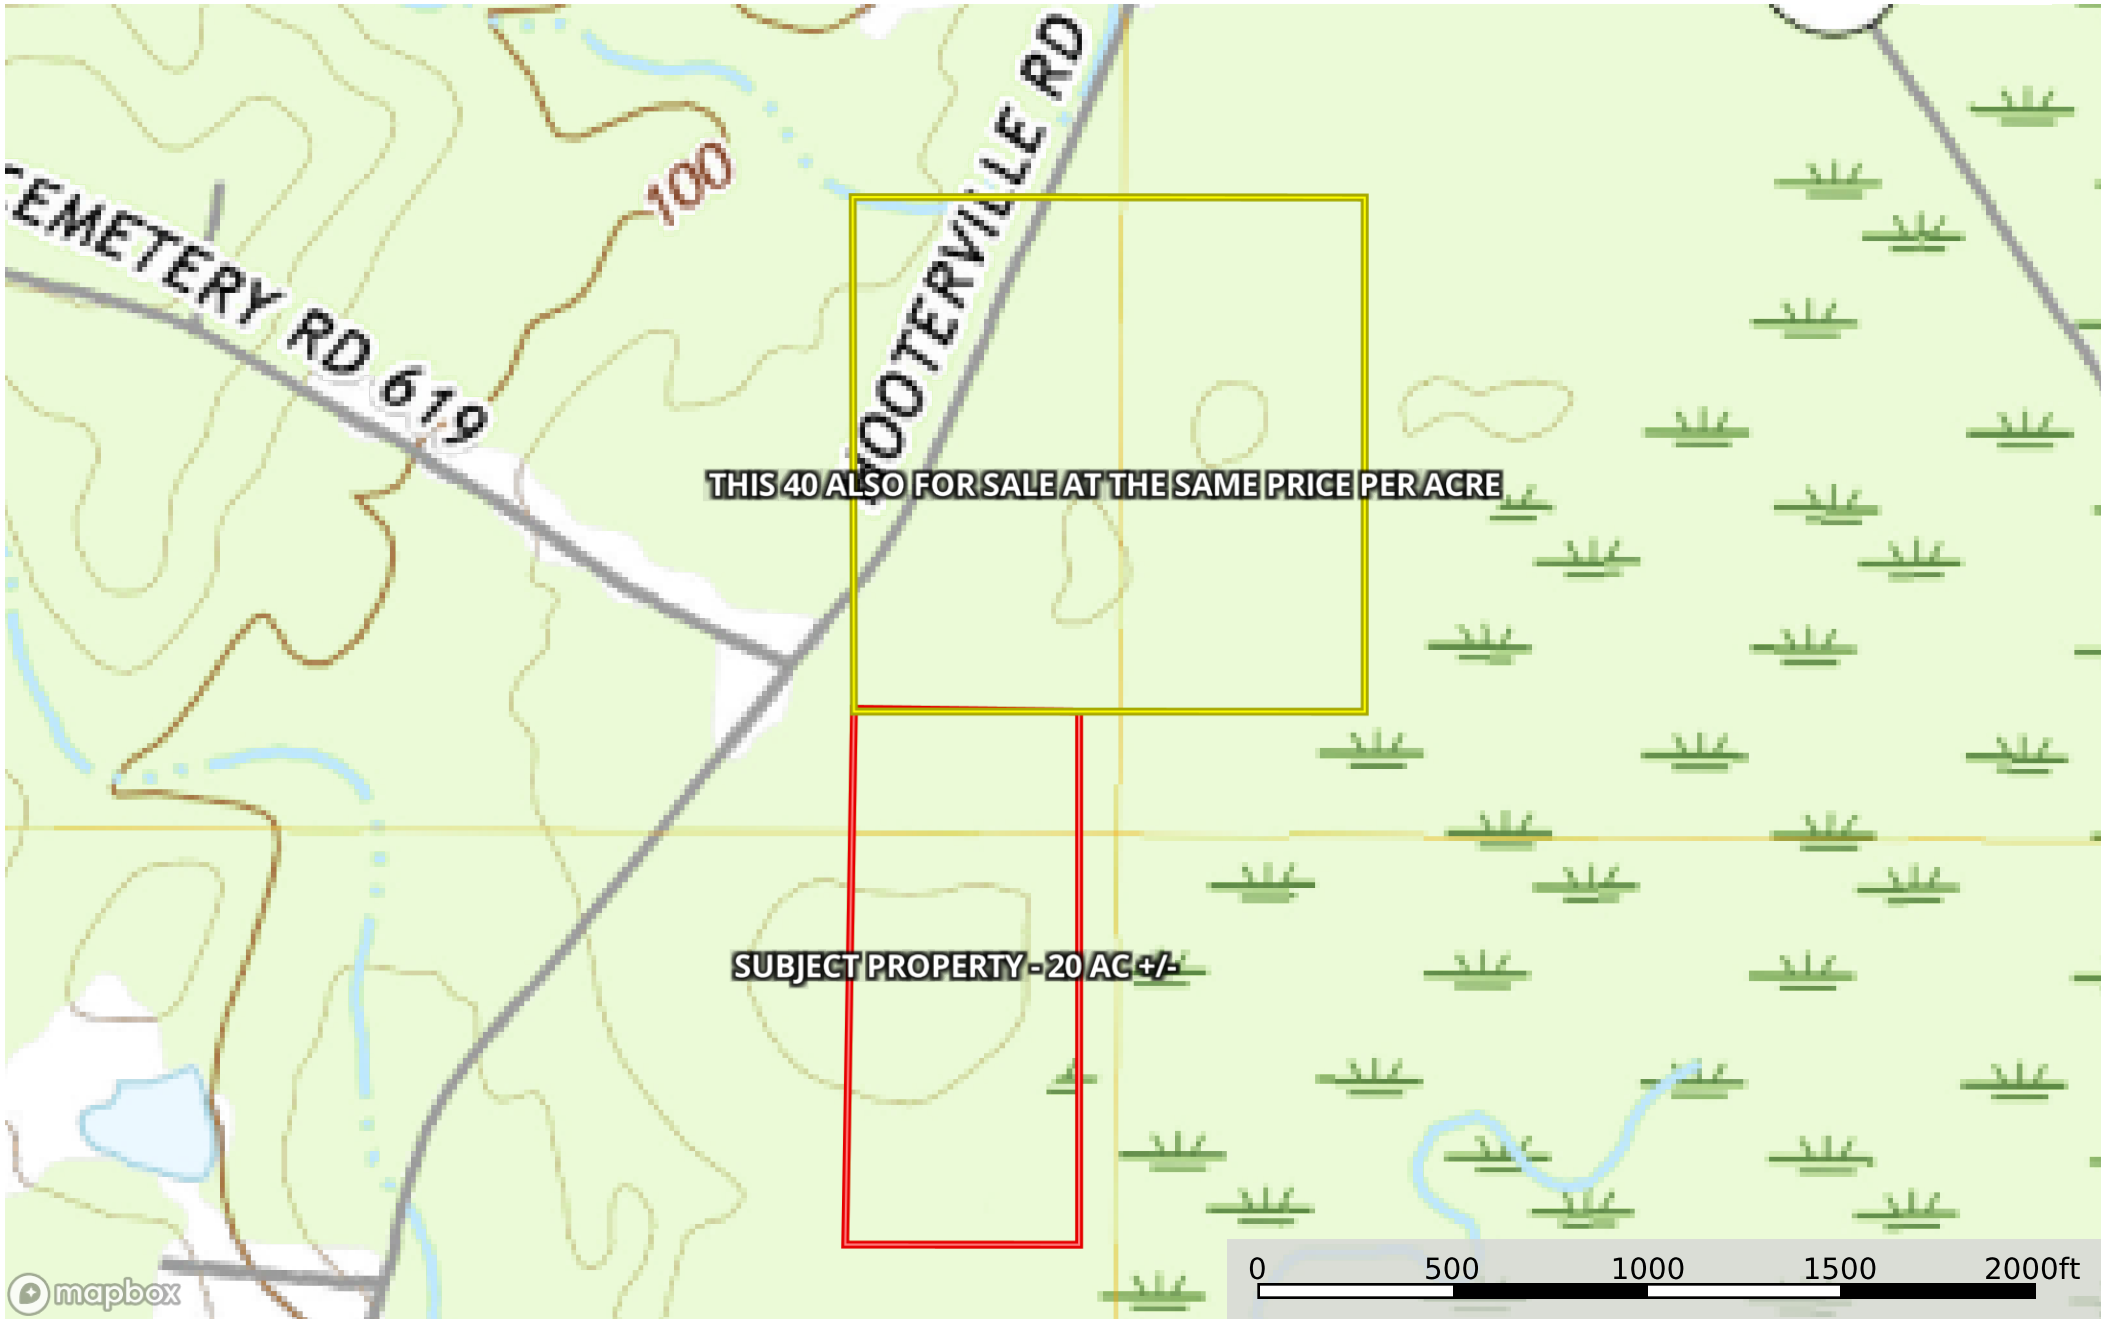 HOOTERVILLE RD
100
CEMETERY RD 619
THIS 40 ALSO FOR SALE AT THE SAME PRICE PER ACRE
SUBJECT PROPERTY - 20 AC +/-
0 500 1000 1500 2000ft
mapbox